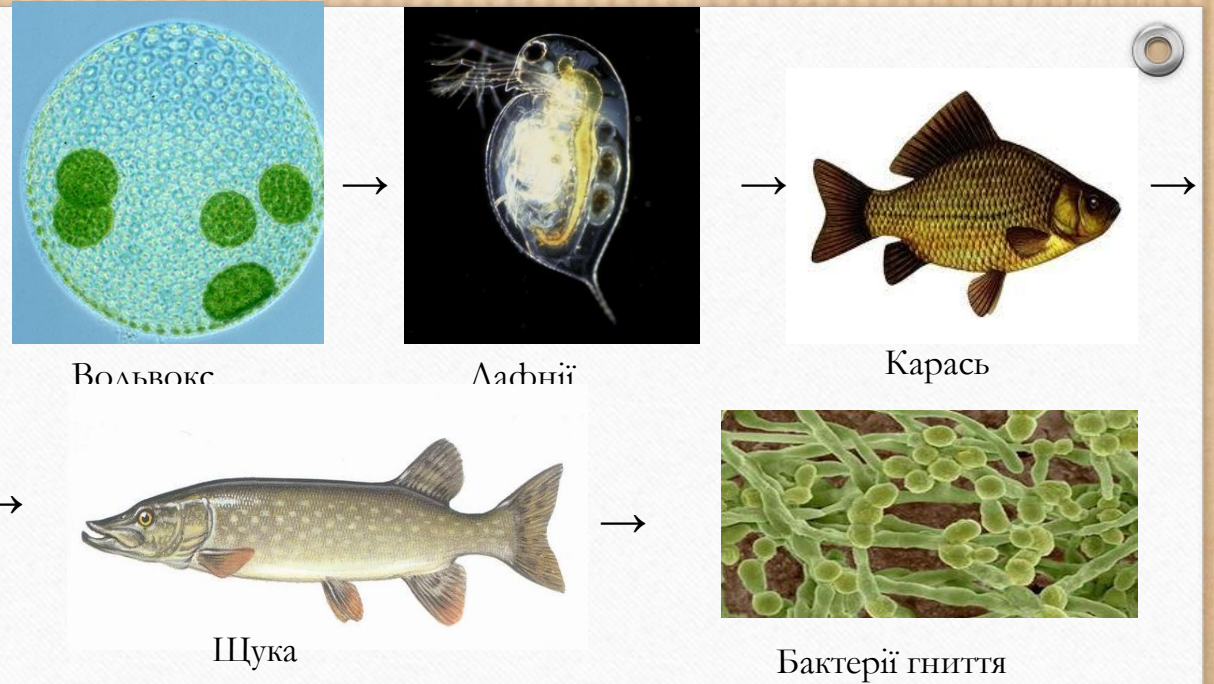 Вольвокс
Дафнії
Карась
Щука
Бактерії гниття